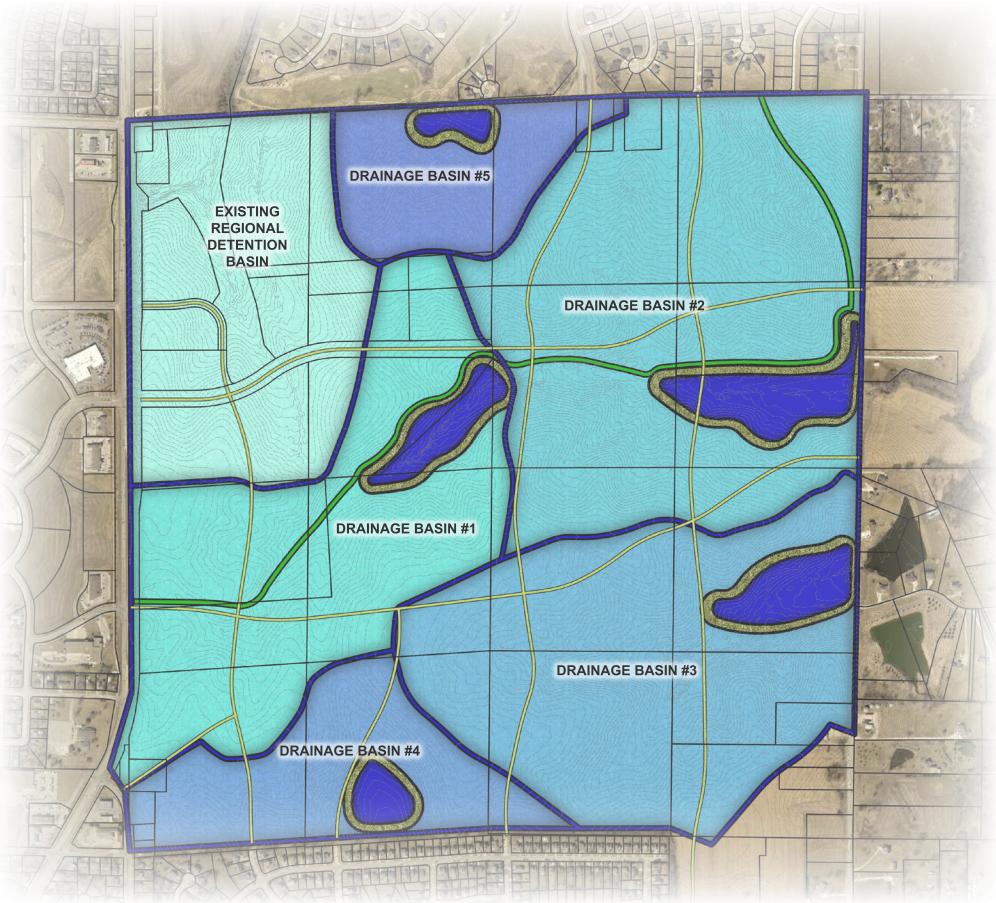 DRAINAGE BASIN #5
EXISTING
REGIONAL
DETENTION
BASIN
DRAINAGE BASIN #2
DRAINAGE BASIN #1
DRAINAGE BASIN #3
DRAINAGE BASIN #4